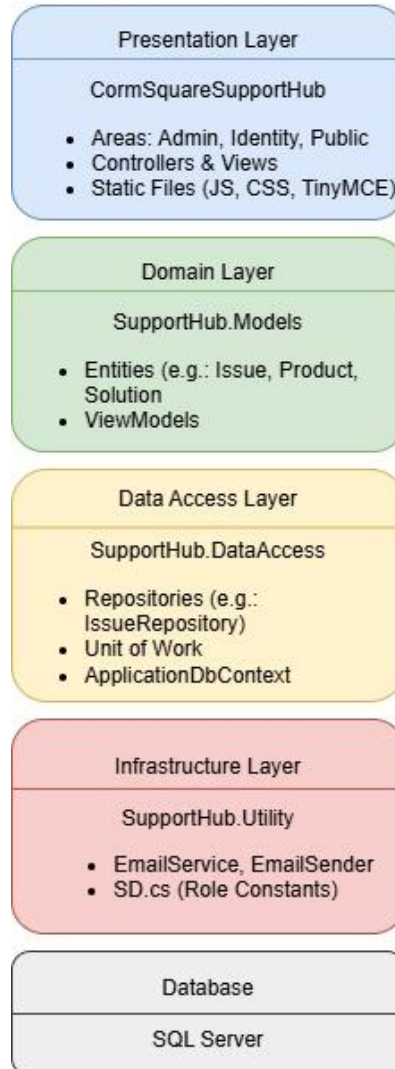 Presentation Layer
CormSquareSupportHub
• Areas: Admin, Identity, Public
• Controllers & Views
• Static Files (JS, CSS, TinyMCE)
Domain Layer
SupportHub.Models
• Entities (e.g.: Issue, Product,
Solution
• ViewModels
Data Access Layer
SupportHub.DataAccess
• Repositories (e.g.:
IssueRepository)
• Unit of Work
• ApplicationDbContext
Infrastructure Layer
SupportHub.Utility
• EmailService, EmailSender
• SD.cs (Role Constants)
Database
SQL Server